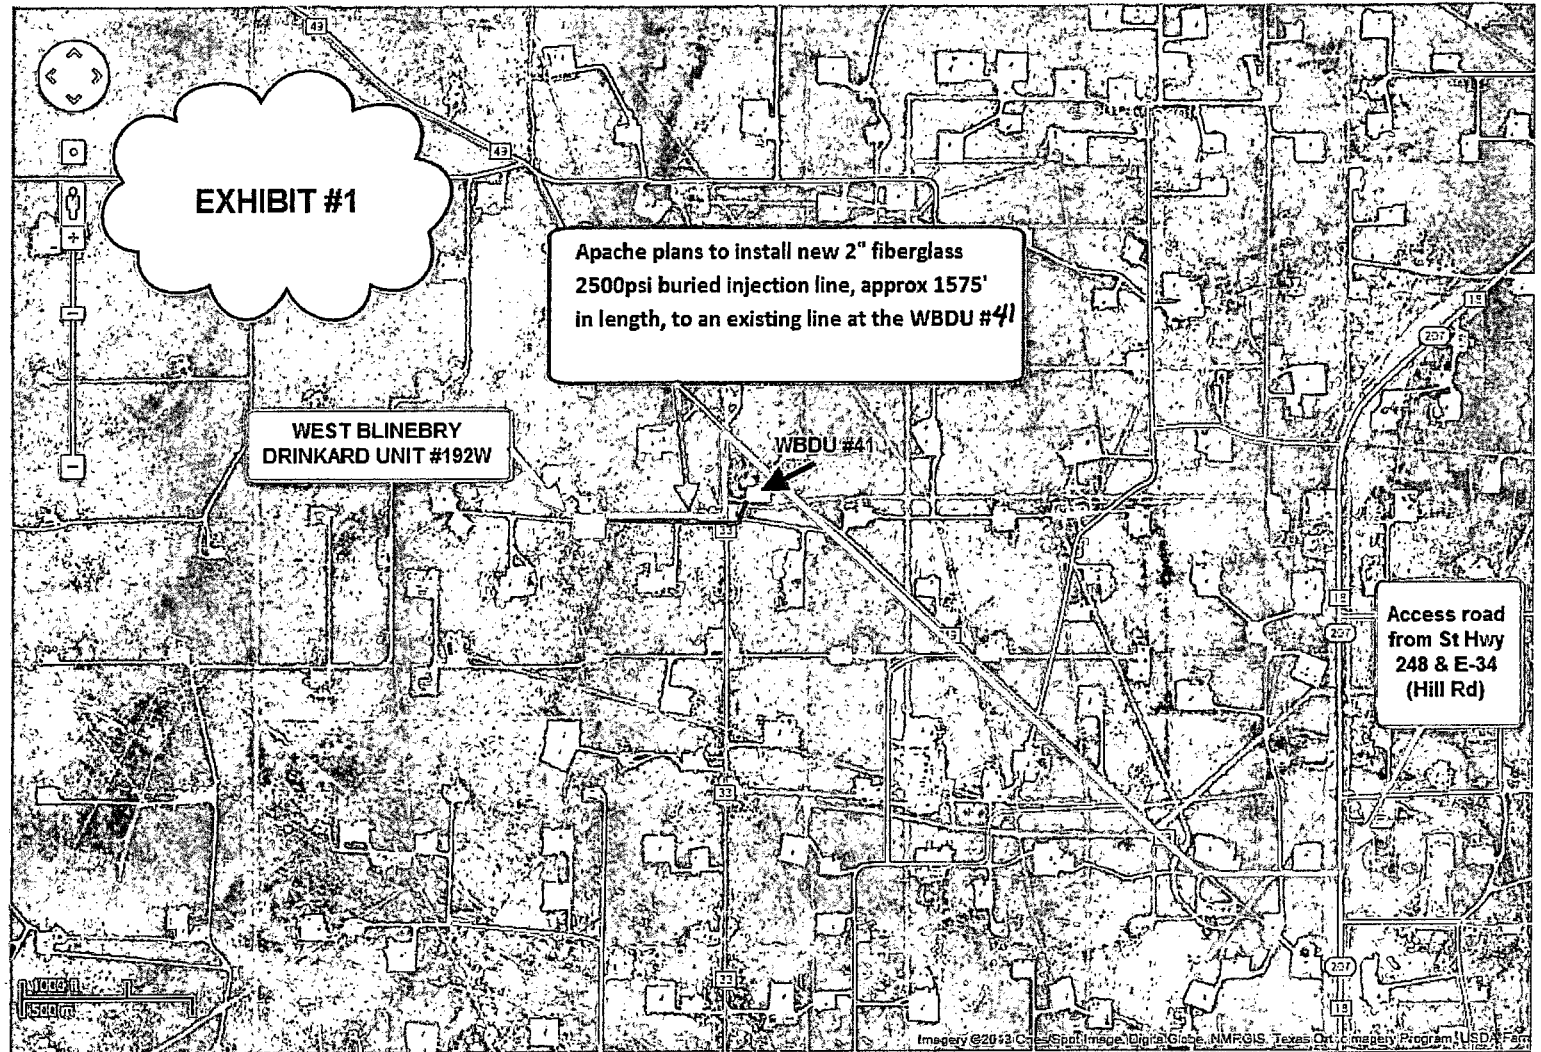 43
43
EXHIBIT #1
Apache plans to install new 2" fiberglass
2500psi buried injection line, approx 1575'
in length, to an existing line at the WBDU #41
18
207
WEST BLINEBRY
DRINKARD UNIT #192W
WBDU #41
33
18
207
Access road
from St Hwy
248 & E-34
(Hill Rd)
33
33
207
18
1000 ft
500 m
Imagery ©2013 Cnes/Spot Image, DigitalGlobe, NMRGIS, Texas Imagery Program, USDA Farm